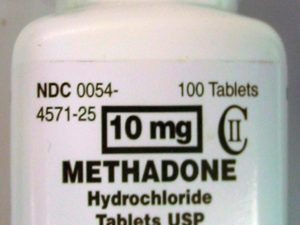 NDC 0054- 100 Tablets
4571-25 10 mg CII
METHADONE
Hydrochloride
Tablets USP